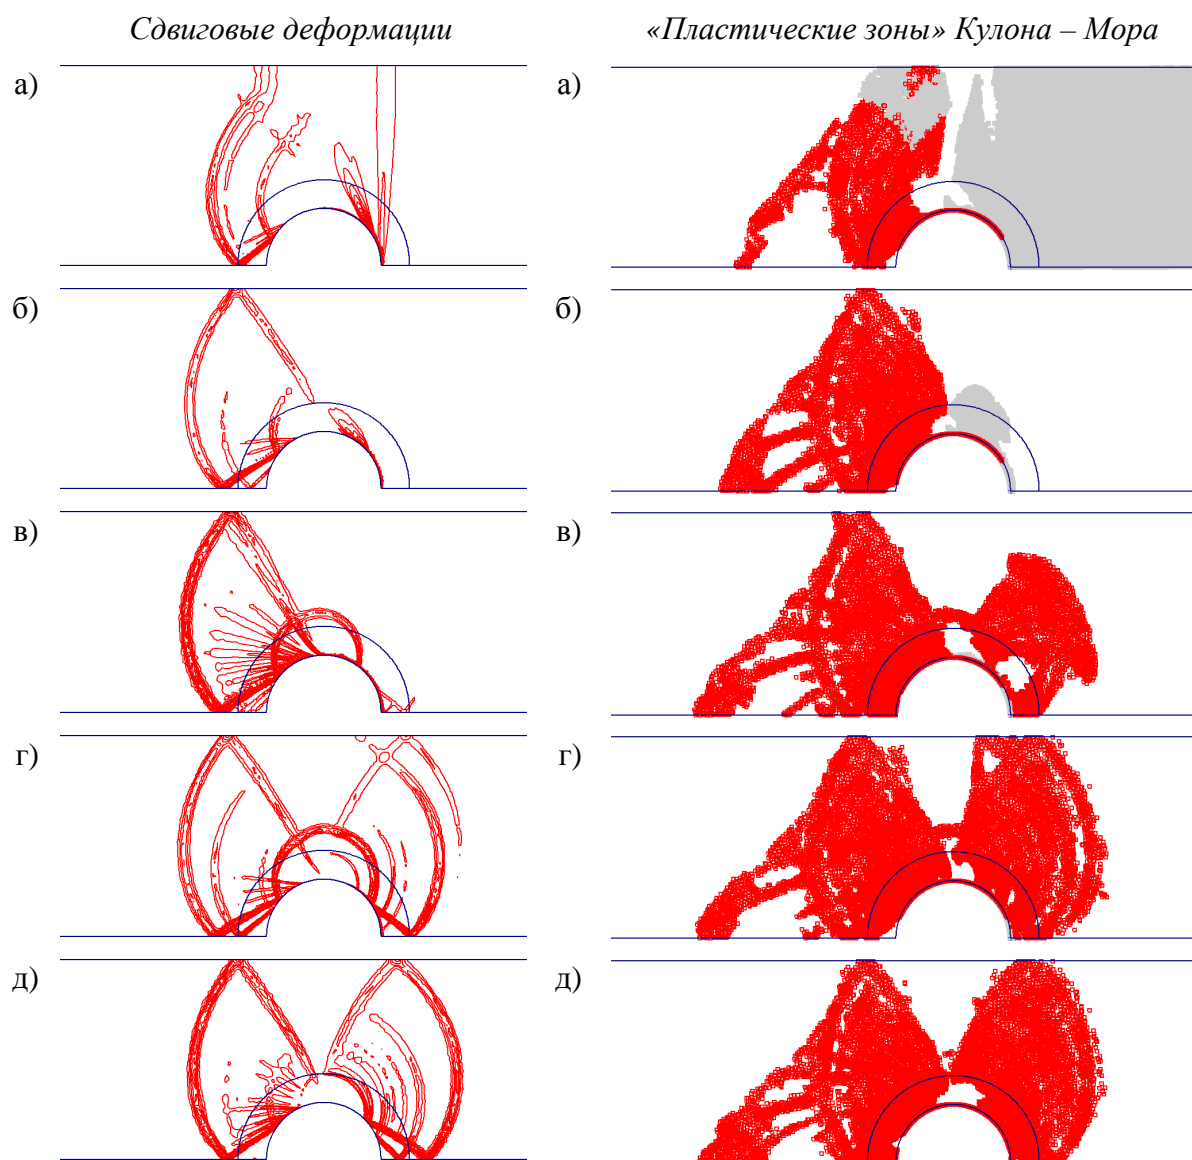 Сдвиговые деформации
«Пластические зоны» Кулона – Мора
а)
а)
б)
б)
в)
в)
г)
г)
д)
д)